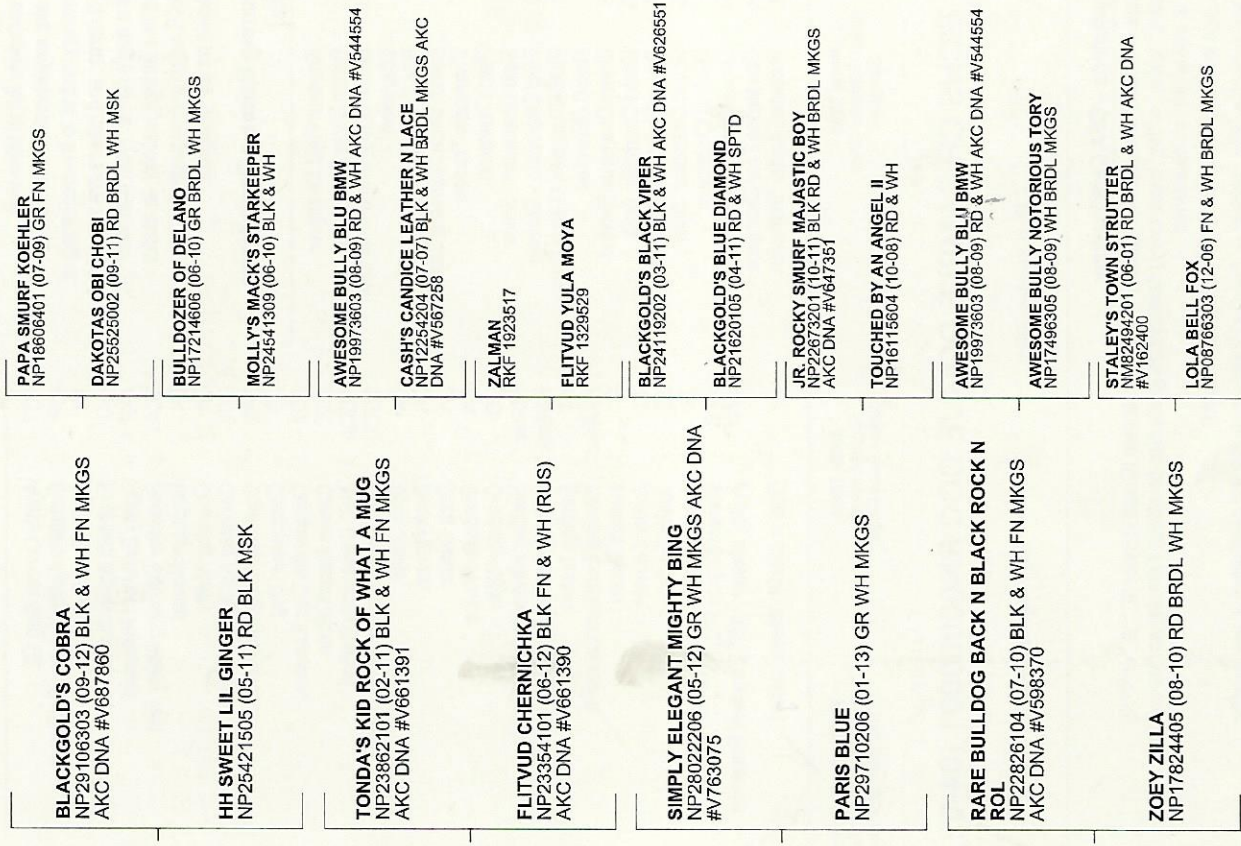 BLACKGOLD'S COBRA
NP29106303 (09-12) BLK & WH FN MKGS
AKC DNA #V687860
HH SWEET LIL GINGER
NP25421505 (05-11) RD BLK MSK
TONDA'S KID ROCK OF WHAT A MUG
NP23862101 (02-11) BLK & WH FN MKGS
AKC DNA #V661391
FLITVUD CHERNICHKA
NP23354101 (06-12) BLK FN & WH (RUS)
AKC DNA #V661390
SIMPLY ELEGANT MIGHTY BING
NP28022206 (05-12) GR WH MKGS AKC DNA
#V763075
PARIS BLUE
NP29710206 (01-13) GR WH MKGS
RARE BULLDOG BACK N BLACK ROCK N
ROL
NP22826104 (07-10) BLK & WH FN MKGS
AKC DNA #V598370
ZOEY ZILLA
NP17824405 (08-10) RD BRDL WH MKGS
PAPA SMURF KOEHLER
NP18606401 (07-09) GR FN MKGS
DAKOTAS OBI CHOBI
NP25525002 (09-11) RD BRDL WH MSK
BULLDOZER OF DELANO
NP17214606 (06-10) GR BRDL WH MKGS
MOLLY'S MACK'S STARKEEPER
NP24541309 (06-10) BLK & WH
AWESOME BULLY BLU BMW
NP19973603 (08-09) RD & WH AKC DNA #V544554
CASH'S CANDICE LEATHER N LACE
NP12254204 (07-07) BLK & WH BRDL MKGS AKC
DNA #V567258
ZALMAN
RKF 1923517
FLITVUD YULA MOYA
RKF 1329529
BLACKGOLD'S BLACK VIPER
NP24119202 (03-11) BLK & WH AKC DNA #V626551
BLACKGOLD'S BLUE DIAMOND
NP21620105 (04-11) RD & WH SPTD
JR. ROCKY SMURF MAJASTIC BOY
NP22673201 (10-11) BLK RD & WH BRDL MKGS
AKC DNA #V647351
TOUCHED BY AN ANGEL II
NP16115604 (10-08) RD & WH
AWESOME BULLY BLU BMW
NP19973603 (08-09) RD & WH AKC DNA #V544554
AWESOME BULLY NOTORIOUS TORY
NP17496305 (08-09) WH BRDL MKGS
STALEY'S TOWN STRUTTER
NM82494201 (06-01) RD BRDL & WH AKC DNA
#V162400
LOLA BELL FOX
NP08766303 (12-06) FN & WH BRDL MKGS